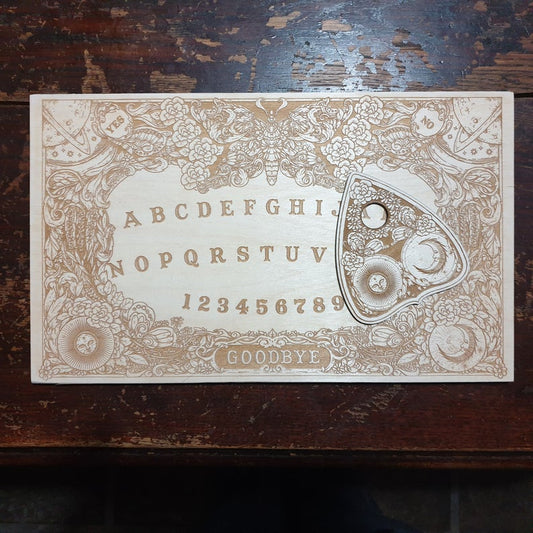 YES NO
A B C D E F G H I J
N O P Q R S T U V
1 2 3 4 5 6 7 8 9
GOODBYE